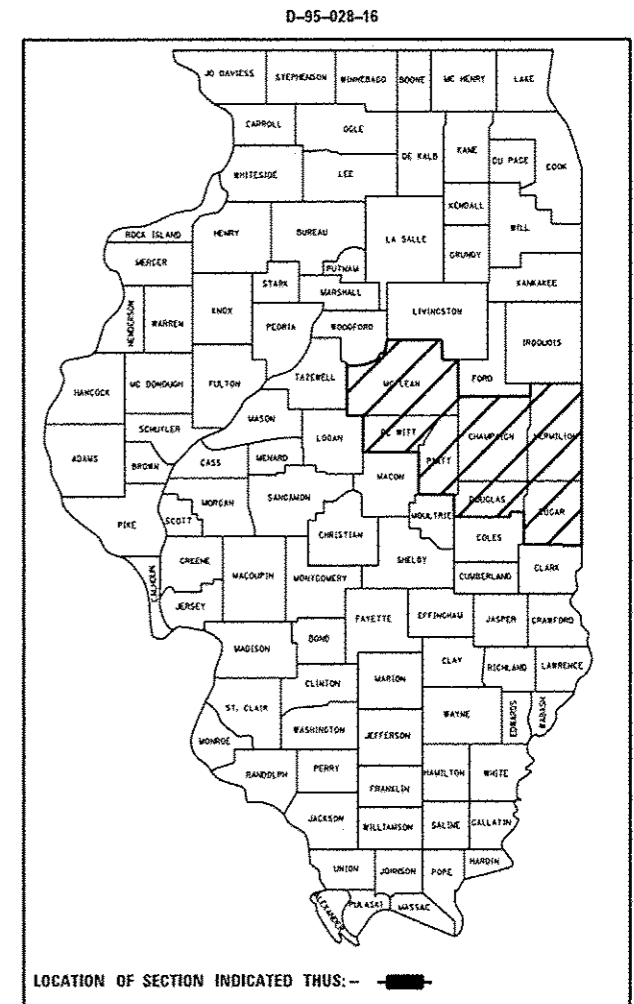 D-95-028-16
JO DAVIESS STEPHENSON WINNEBAGO BOONE MC HENRY LAKE
CARROLL OGLE DE KALB KANE DU PAGE COOK
WHITESIDE LEE
KENDALL WILL
ROCK ISLAND HENRY BUREAU LA SALLE GRUNDY
MERCER PUTNAM KANKAKEE
STARK MARSHALL
HENDERSON WARREN KNOX PEORIA WOODFORD LIVINGSTON IROQUOIS
HANCOCK MC DONOUGH FULTON TAZEWELL MC LEAN FORD
MASON
SCHUYLER LOGAN DE WITT PIATT CHAMPAIGN VERMILION
ADAMS BROWN CASS MENARD MACON
MORGAN SANGAMON DOUGLAS EDGAR
PIKE SCOTT CHRISTIAN MOULTRIE COLES
GREENE SHELBY CLARK
CALHOUN MACOUPIN MONTGOMERY CUMBERLAND
JERSEY
FAYETTE EFFINGHAM JASPER CRAWFORD
MADISON BOND
CLAY RICHLAND LAWRENCE
CLINTON MARION
ST. CLAIR WAYNE EDWARDS WABASH
WASHINGTON JEFFERSON
MONROE
RANDOLPH PERRY HAMILTON WHITE
FRANKLIN
JACKSON WILLIAMSON SALINE GALLATIN
UNION JOHNSON POPE HARDIN
ALEXANDER PULASKI MASSAC
LOCATION OF SECTION INDICATED THUS:-